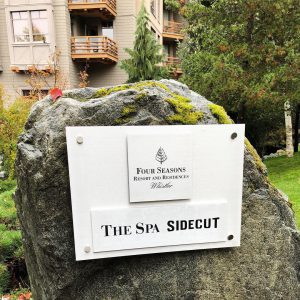 FOUR SEASONS
RESORT AND RESIDENCES
Whistler
THE SPA SIDECUT